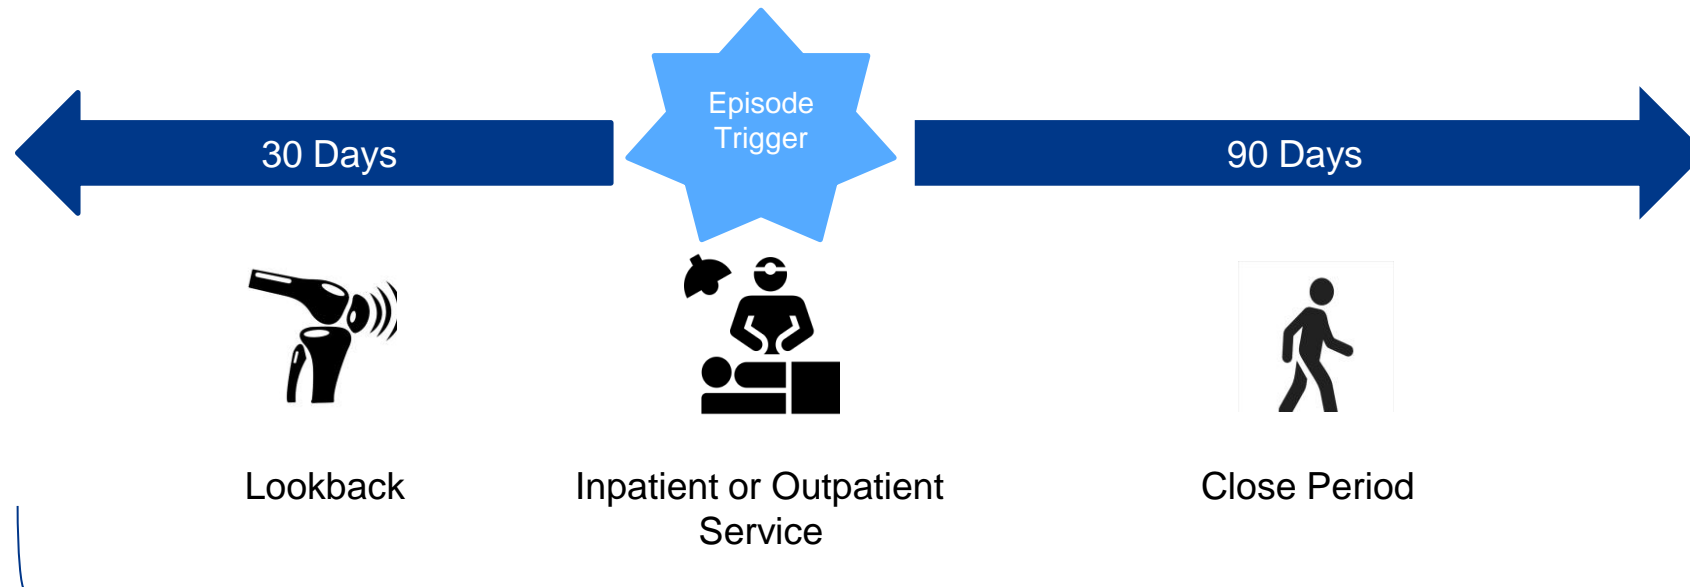 Episode
Trigger
30 Days
90 Days
Lookback
Inpatient or Outpatient
Service
Close Period